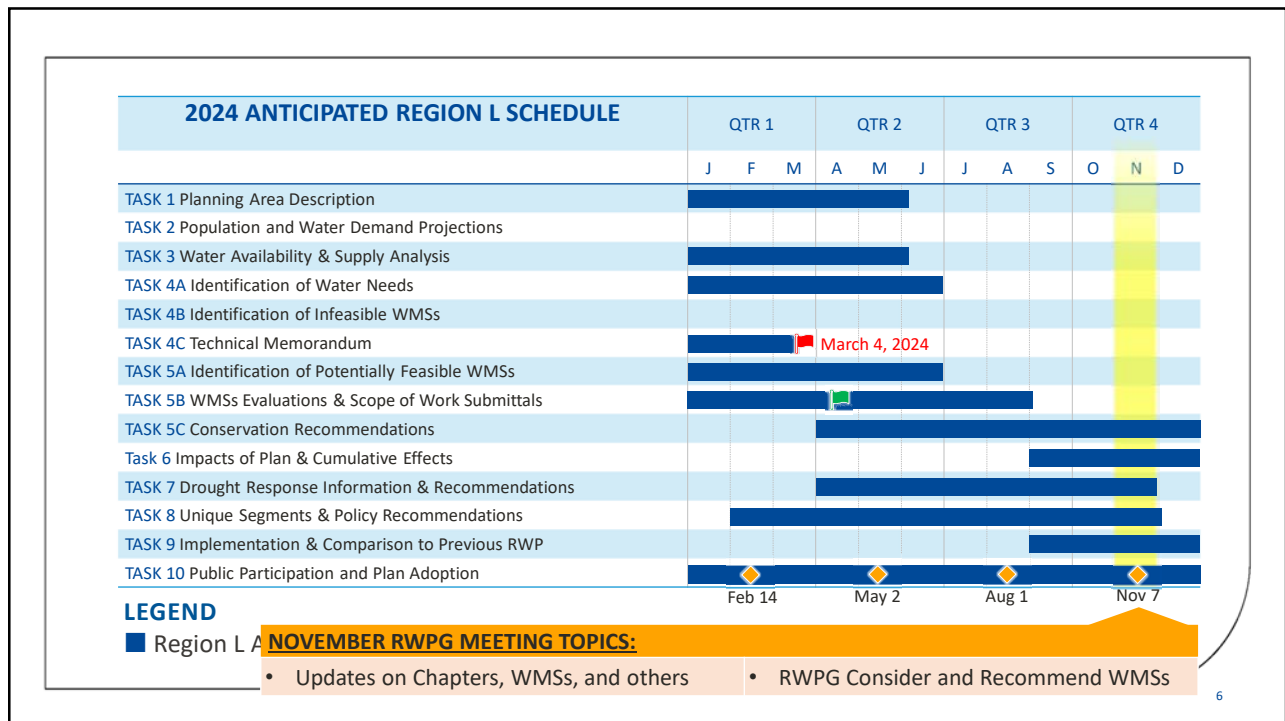 2024 ANTICIPATED REGION L SCHEDULE
QTR 1 QTR 2 QTR 3 QTR 4
J F M A M J J A S O N D
TASK 1 Planning Area Description
TASK 2 Population and Water Demand Projections
TASK 3 Water Availability & Supply Analysis
TASK 4A Identification of Water Needs
TASK 4B Identification of Infeasible WMSs
TASK 4C Technical Memorandum March 4, 2024
TASK 5A Identification of Potentially Feasible WMSs
TASK 5B WMSs Evaluations & Scope of Work Submittals
TASK 5C Conservation Recommendations
Task 6 Impacts of Plan & Cumulative Effects
TASK 7 Drought Response Information & Recommendations
TASK 8 Unique Segments & Policy Recommendations
TASK 9 Implementation & Comparison to Previous RWP
TASK 10 Public Participation and Plan Adoption
Feb 14 May 2 Aug 1 Nov 7
LEGEND
Region L A
NOVEMBER RWPG MEETING TOPICS:
• Updates on Chapters, WMSs, and others • RWPG Consider and Recommend WMSs
6